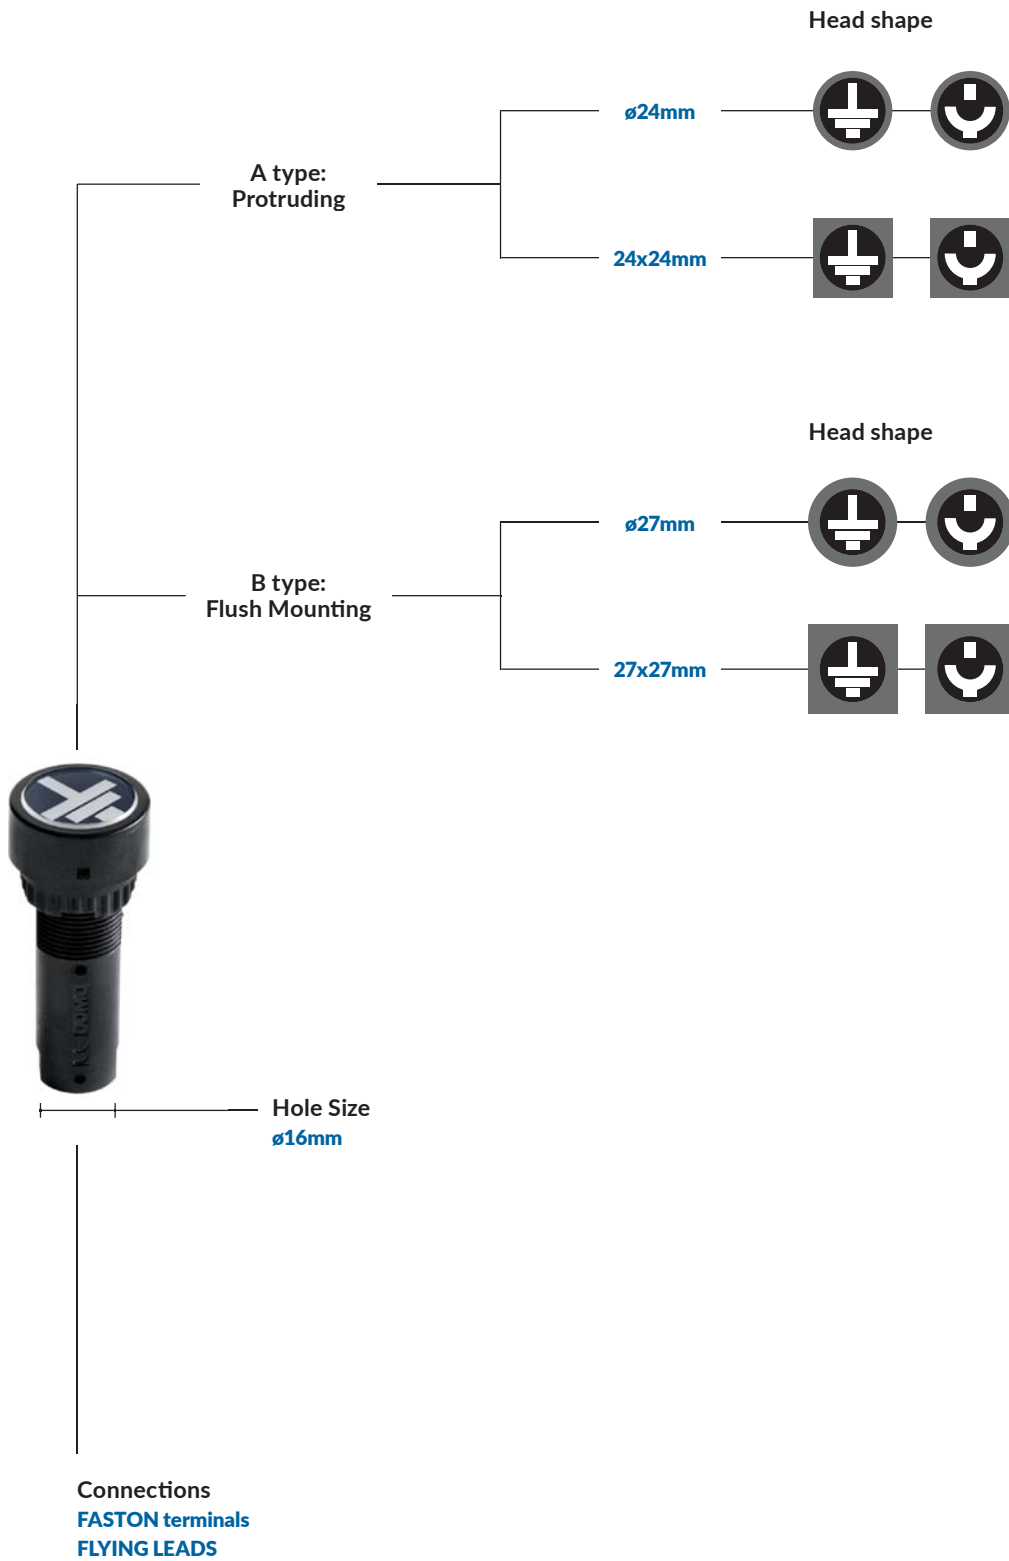 Head shape
ø24mm
A type:
Protruding
24x24mm
Head shape
ø27mm
B type:
Flush Mounting
27x27mm
Hole Size
ø16mm
Connections
FASTON terminals
FLYING LEADS